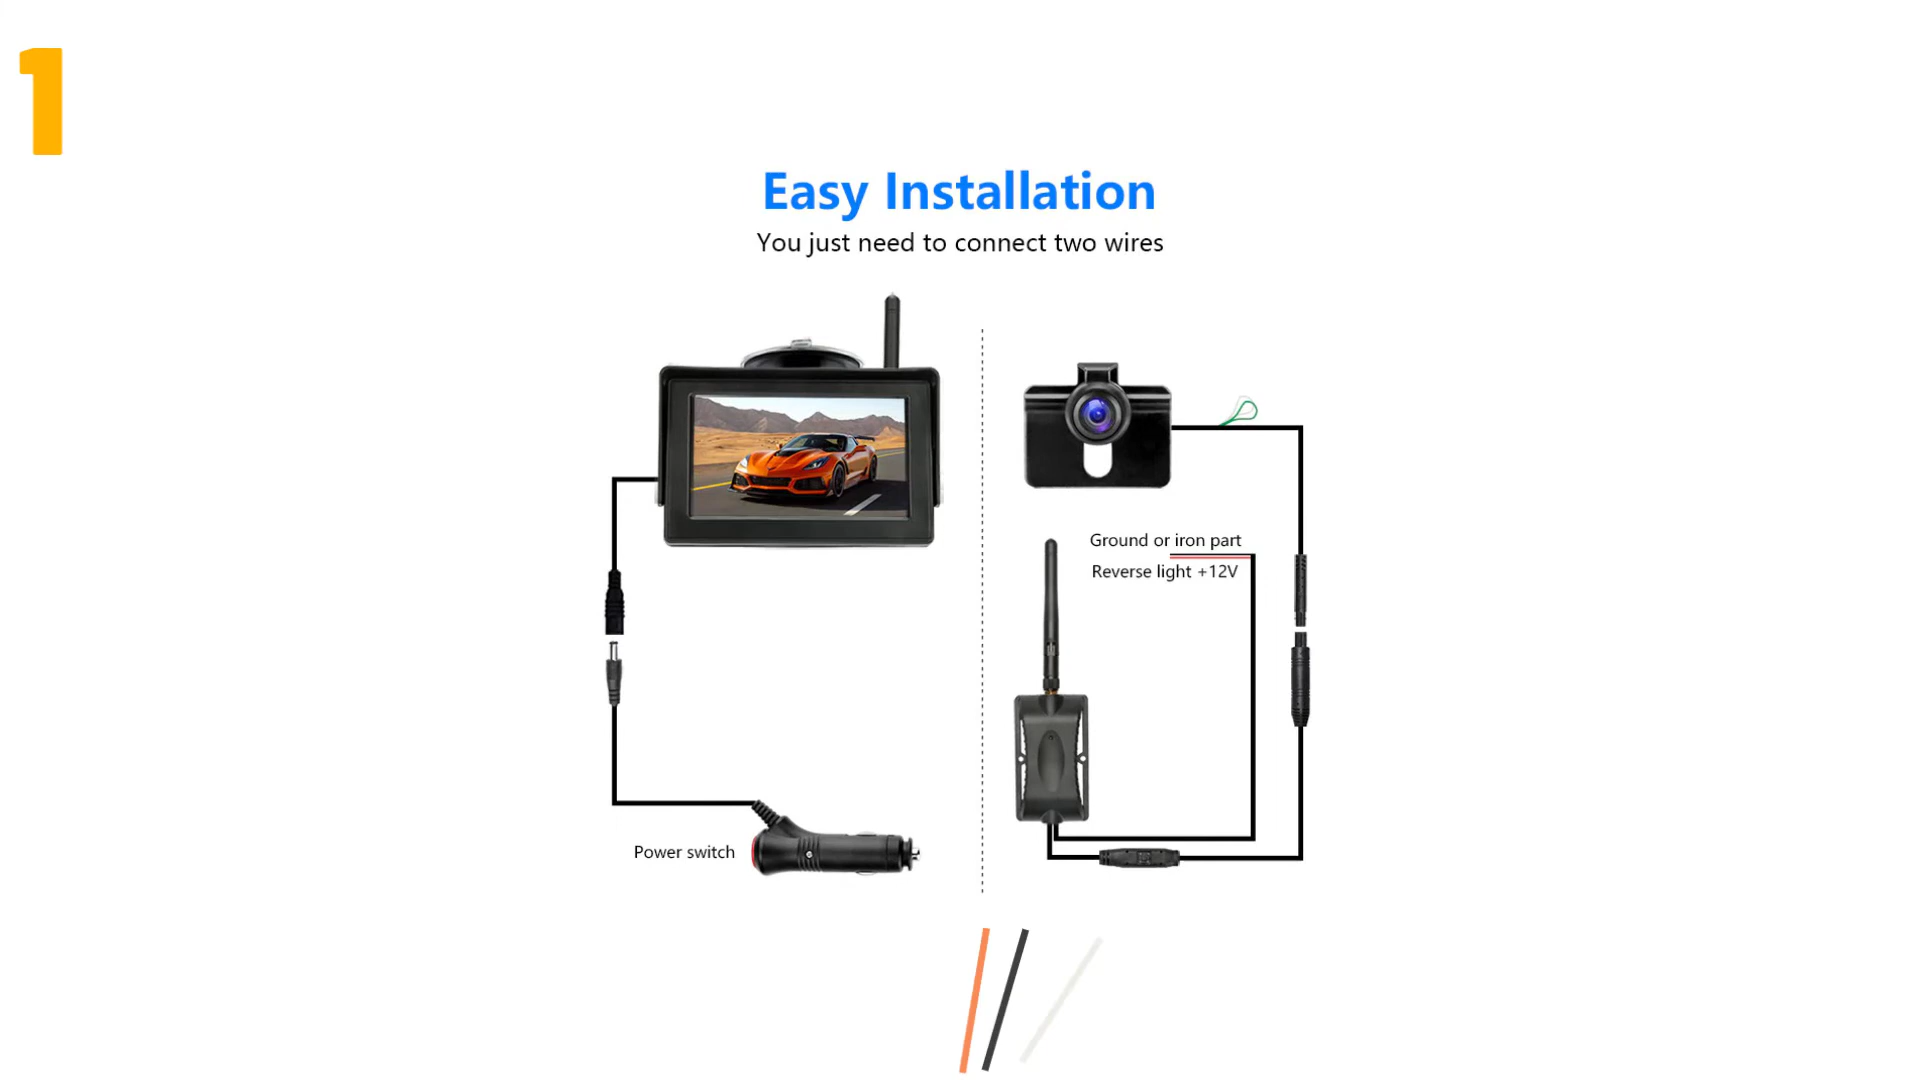 1
Easy Installation
You just need to connect two wires
Ground or iron part
Reverse light +12V
Power switch